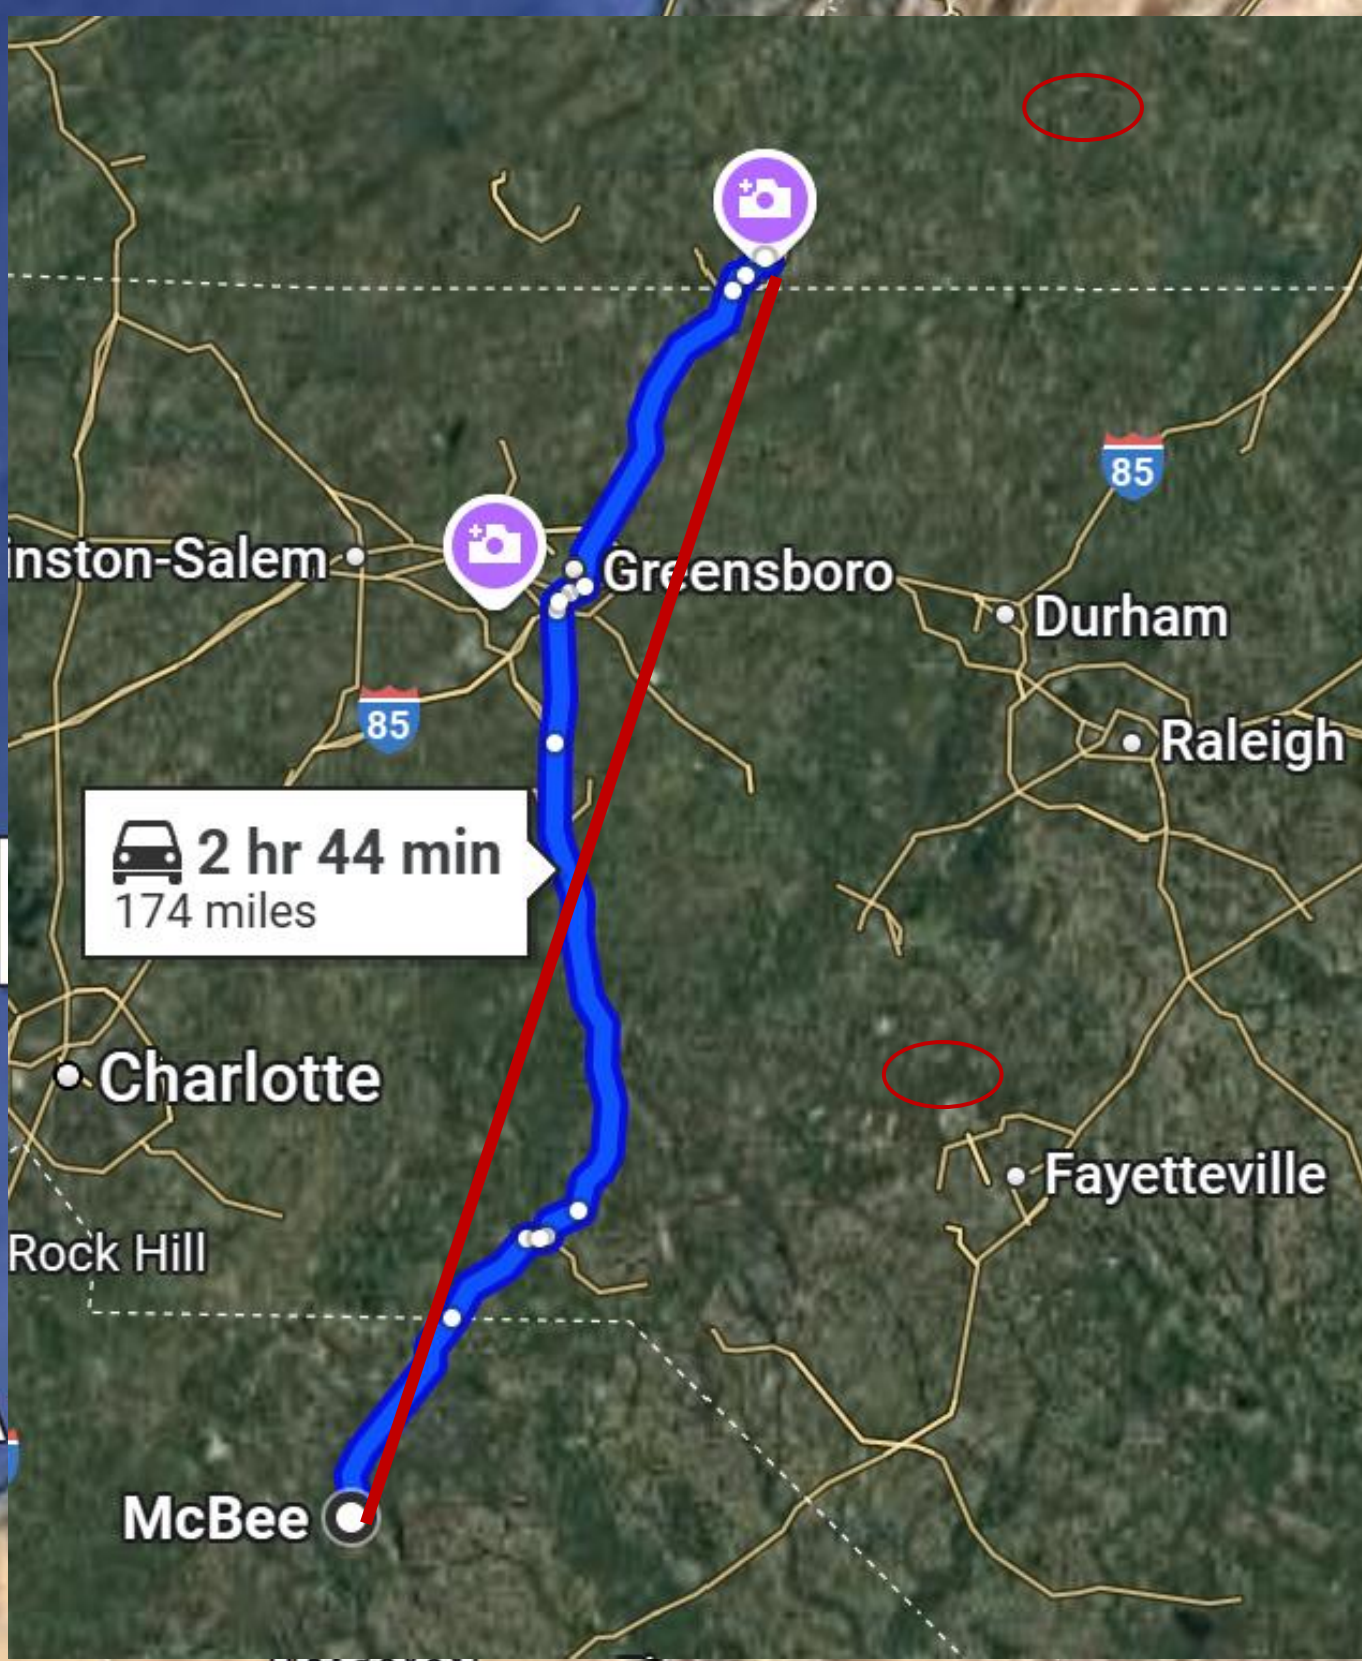 inston-Salem
Greensboro
85
Durham
85
Raleigh
2 hr 44 min
174 miles
Charlotte
Fayetteville
Rock Hill
McBee